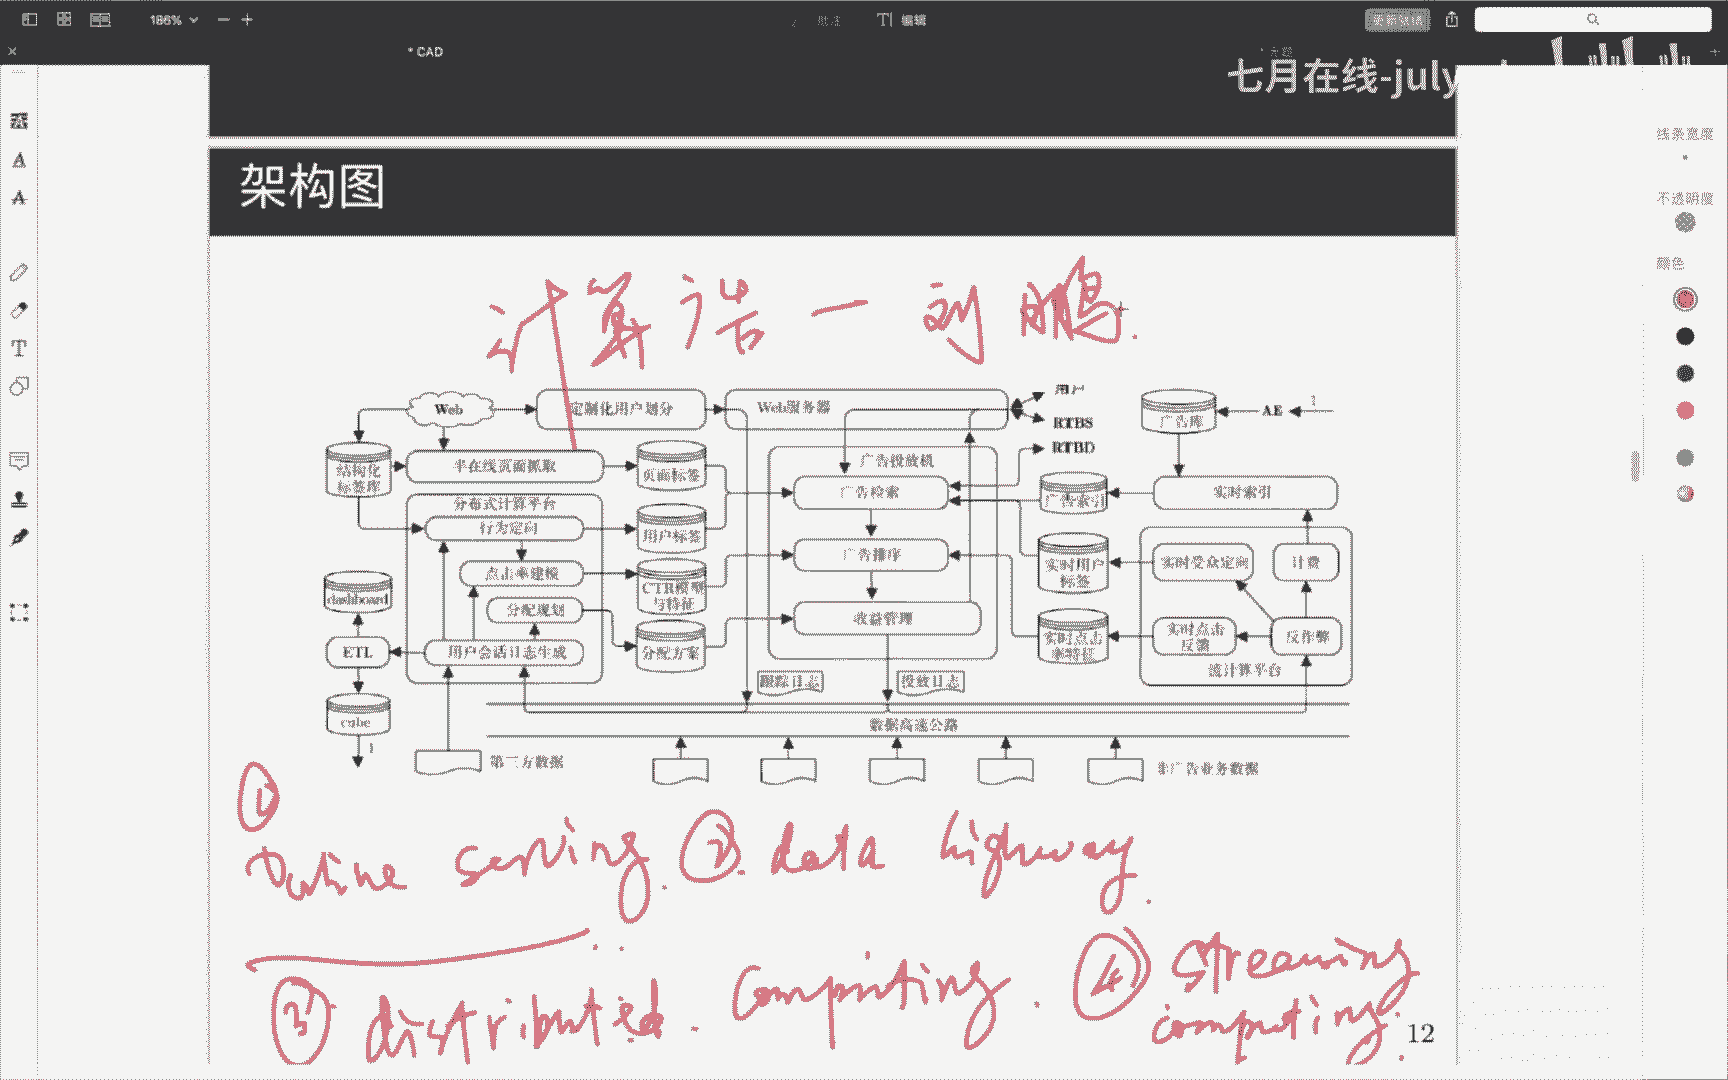 186%
编辑
* CAD
七月在线-july
线条宽度
不透明度
颜色
架构图
计算广告 — 刘鹏.
Web
定制化用户划分
Web服务器
用户
RTBS
RTBD
广告库
AE
1
结构化
标签库
半在线页面抓取
页面标签
广告投放机
广告检索
广告索引
实时索引
分布式计算平台
行为定向
用户标签
点击率建模
CTR模型
与特征
广告排序
实时用户
标签
实时受众定向
计费
dashboard
分配规划
分配方案
收益管理
实时点击
率特征
实时点击
反馈
反作弊
ETL
用户会话日志生成
流计算平台
跟踪日志
投放日志
cube
1
数据高速公路
第三方数据
非广告业务数据
① online serving. ②. data highway.
③ distributed. computing. ④ streaming computing.
12